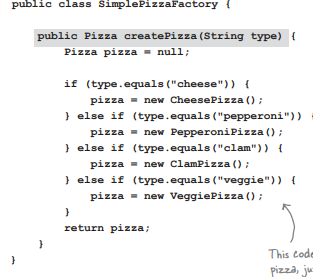 public class SimplePizzaFactory {
public Pizza createPizza(String type) {
Pizza pizza = null;
if (type.equals("cheese")) {
pizza = new CheesePizza();
} else if (type.equals("pepperoni")) {
pizza = new PepperoniPizza();
} else if (type.equals("clam")) {
pizza = new ClamPizza();
} else if (type.equals("veggie")) {
pizza = new VeggiePizza();
}
return pizza;
}
}
This code
pizza, ju